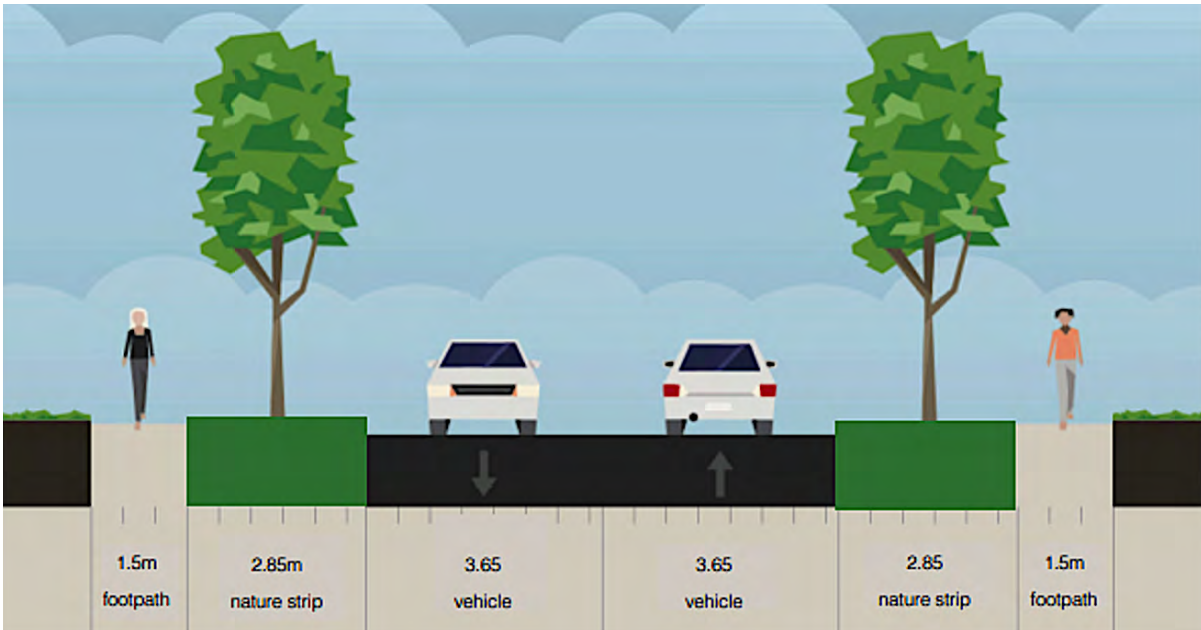 1.5m
footpath
2.85m
nature strip
3.65
vehicle
3.65
vehicle
2.85
nature strip
1.5m
footpath